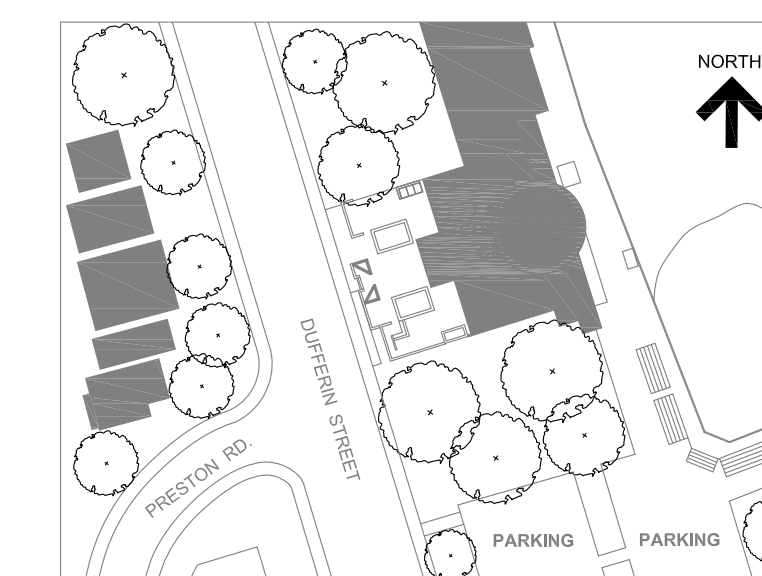 NORTH
DUFFERIN STREET
PRESTON RD.
PARKING
PARKING